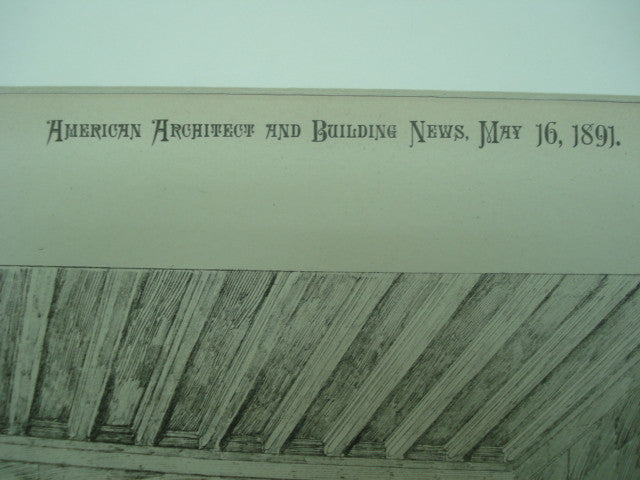 American Architect and Building News, May 16, 1891.